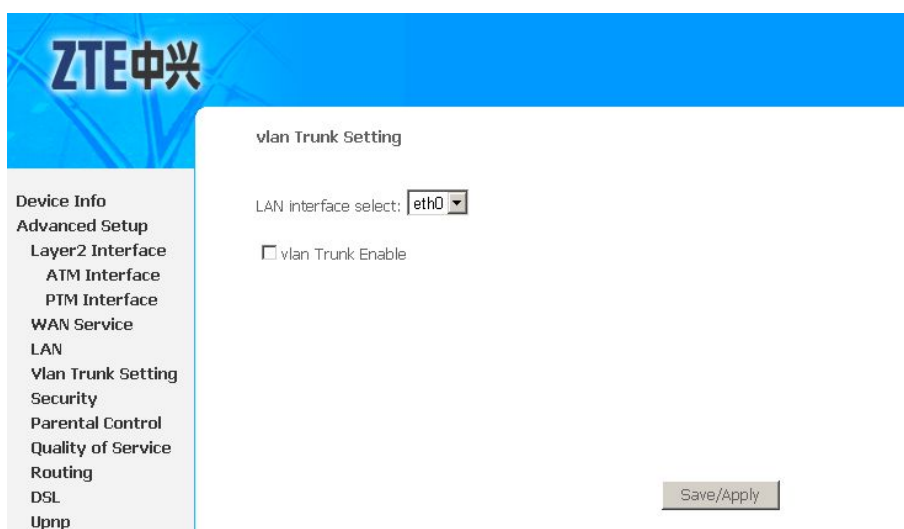 ZTE中兴
vlan Trunk Setting
LAN interface select: eth0
vlan Trunk Enable
Save/Apply
Device Info
Advanced Setup
Layer2 Interface
ATM Interface
PTM Interface
WAN Service
LAN
Vlan Trunk Setting
Security
Parental Control
Quality of Service
Routing
DSL
Upnp